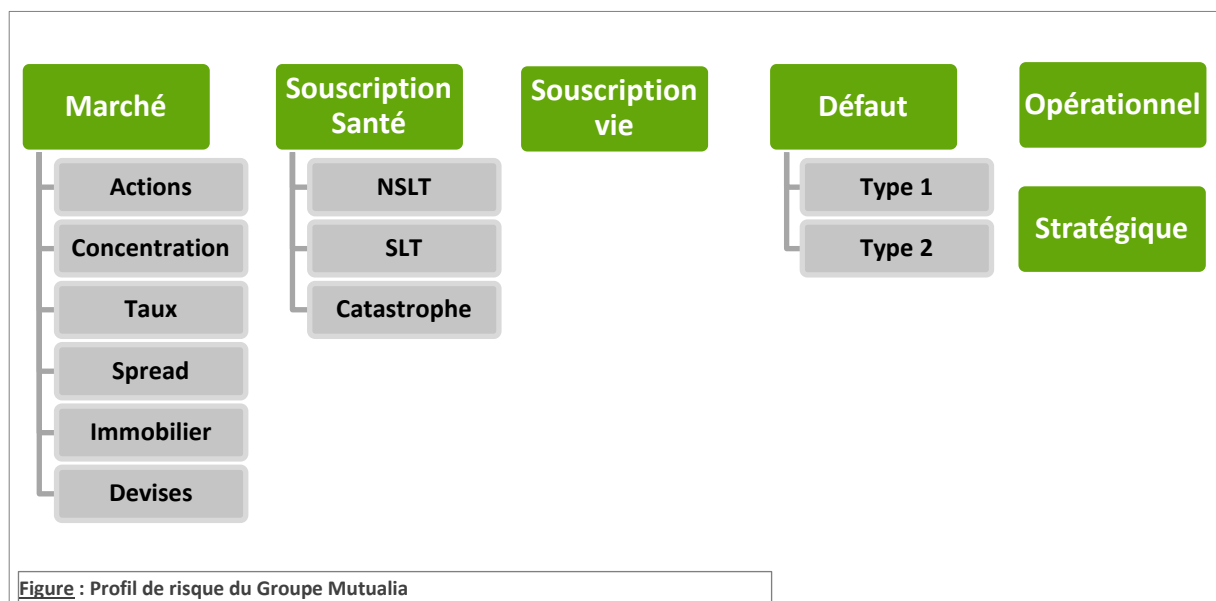 Marché
Actions
Concentration
Taux
Spread
Immobilier
Devises
Souscription
Santé
NSLT
SLT
Catastrophe
Souscription
vie
Défaut
Type 1
Type 2
Opérationnel
Stratégique
Figure : Profil de risque du Groupe Mutualia